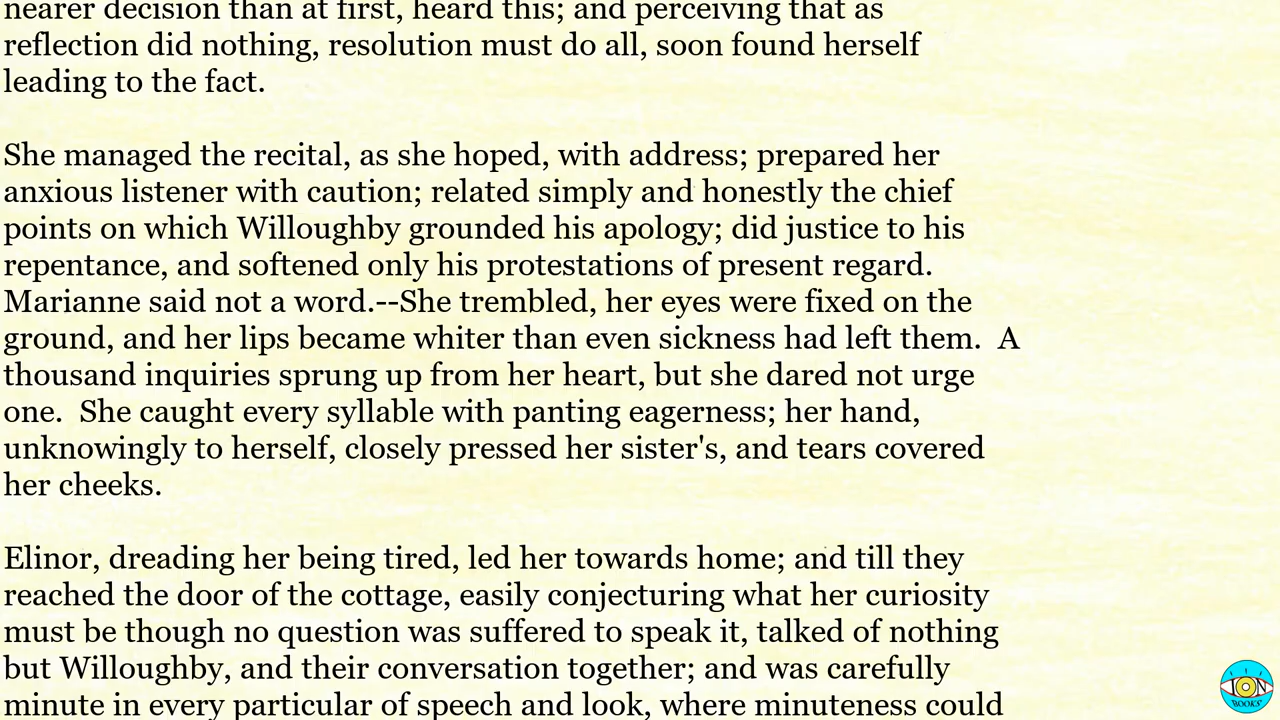 nearer decision than at first, heard this; and perceiving that as
reflection did nothing, resolution must do all, soon found herself
leading to the fact.
She managed the recital, as she hoped, with address; prepared her
anxious listener with caution; related simply and honestly the chief
points on which Willoughby grounded his apology; did justice to his
repentance, and softened only his protestations of present regard.
Marianne said not a word.--She trembled, her eyes were fixed on the
ground, and her lips became whiter than even sickness had left them.  A
thousand inquiries sprung up from her heart, but she dared not urge
one.  She caught every syllable with panting eagerness; her hand,
unknowingly to herself, closely pressed her sister's, and tears covered
her cheeks.
Elinor, dreading her being tired, led her towards home; and till they
reached the door of the cottage, easily conjecturing what her curiosity
must be though no question was suffered to speak it, talked of nothing
but Willoughby, and their conversation together; and was carefully
minute in every particular of speech and look, where minuteness could
ION
BOOKS